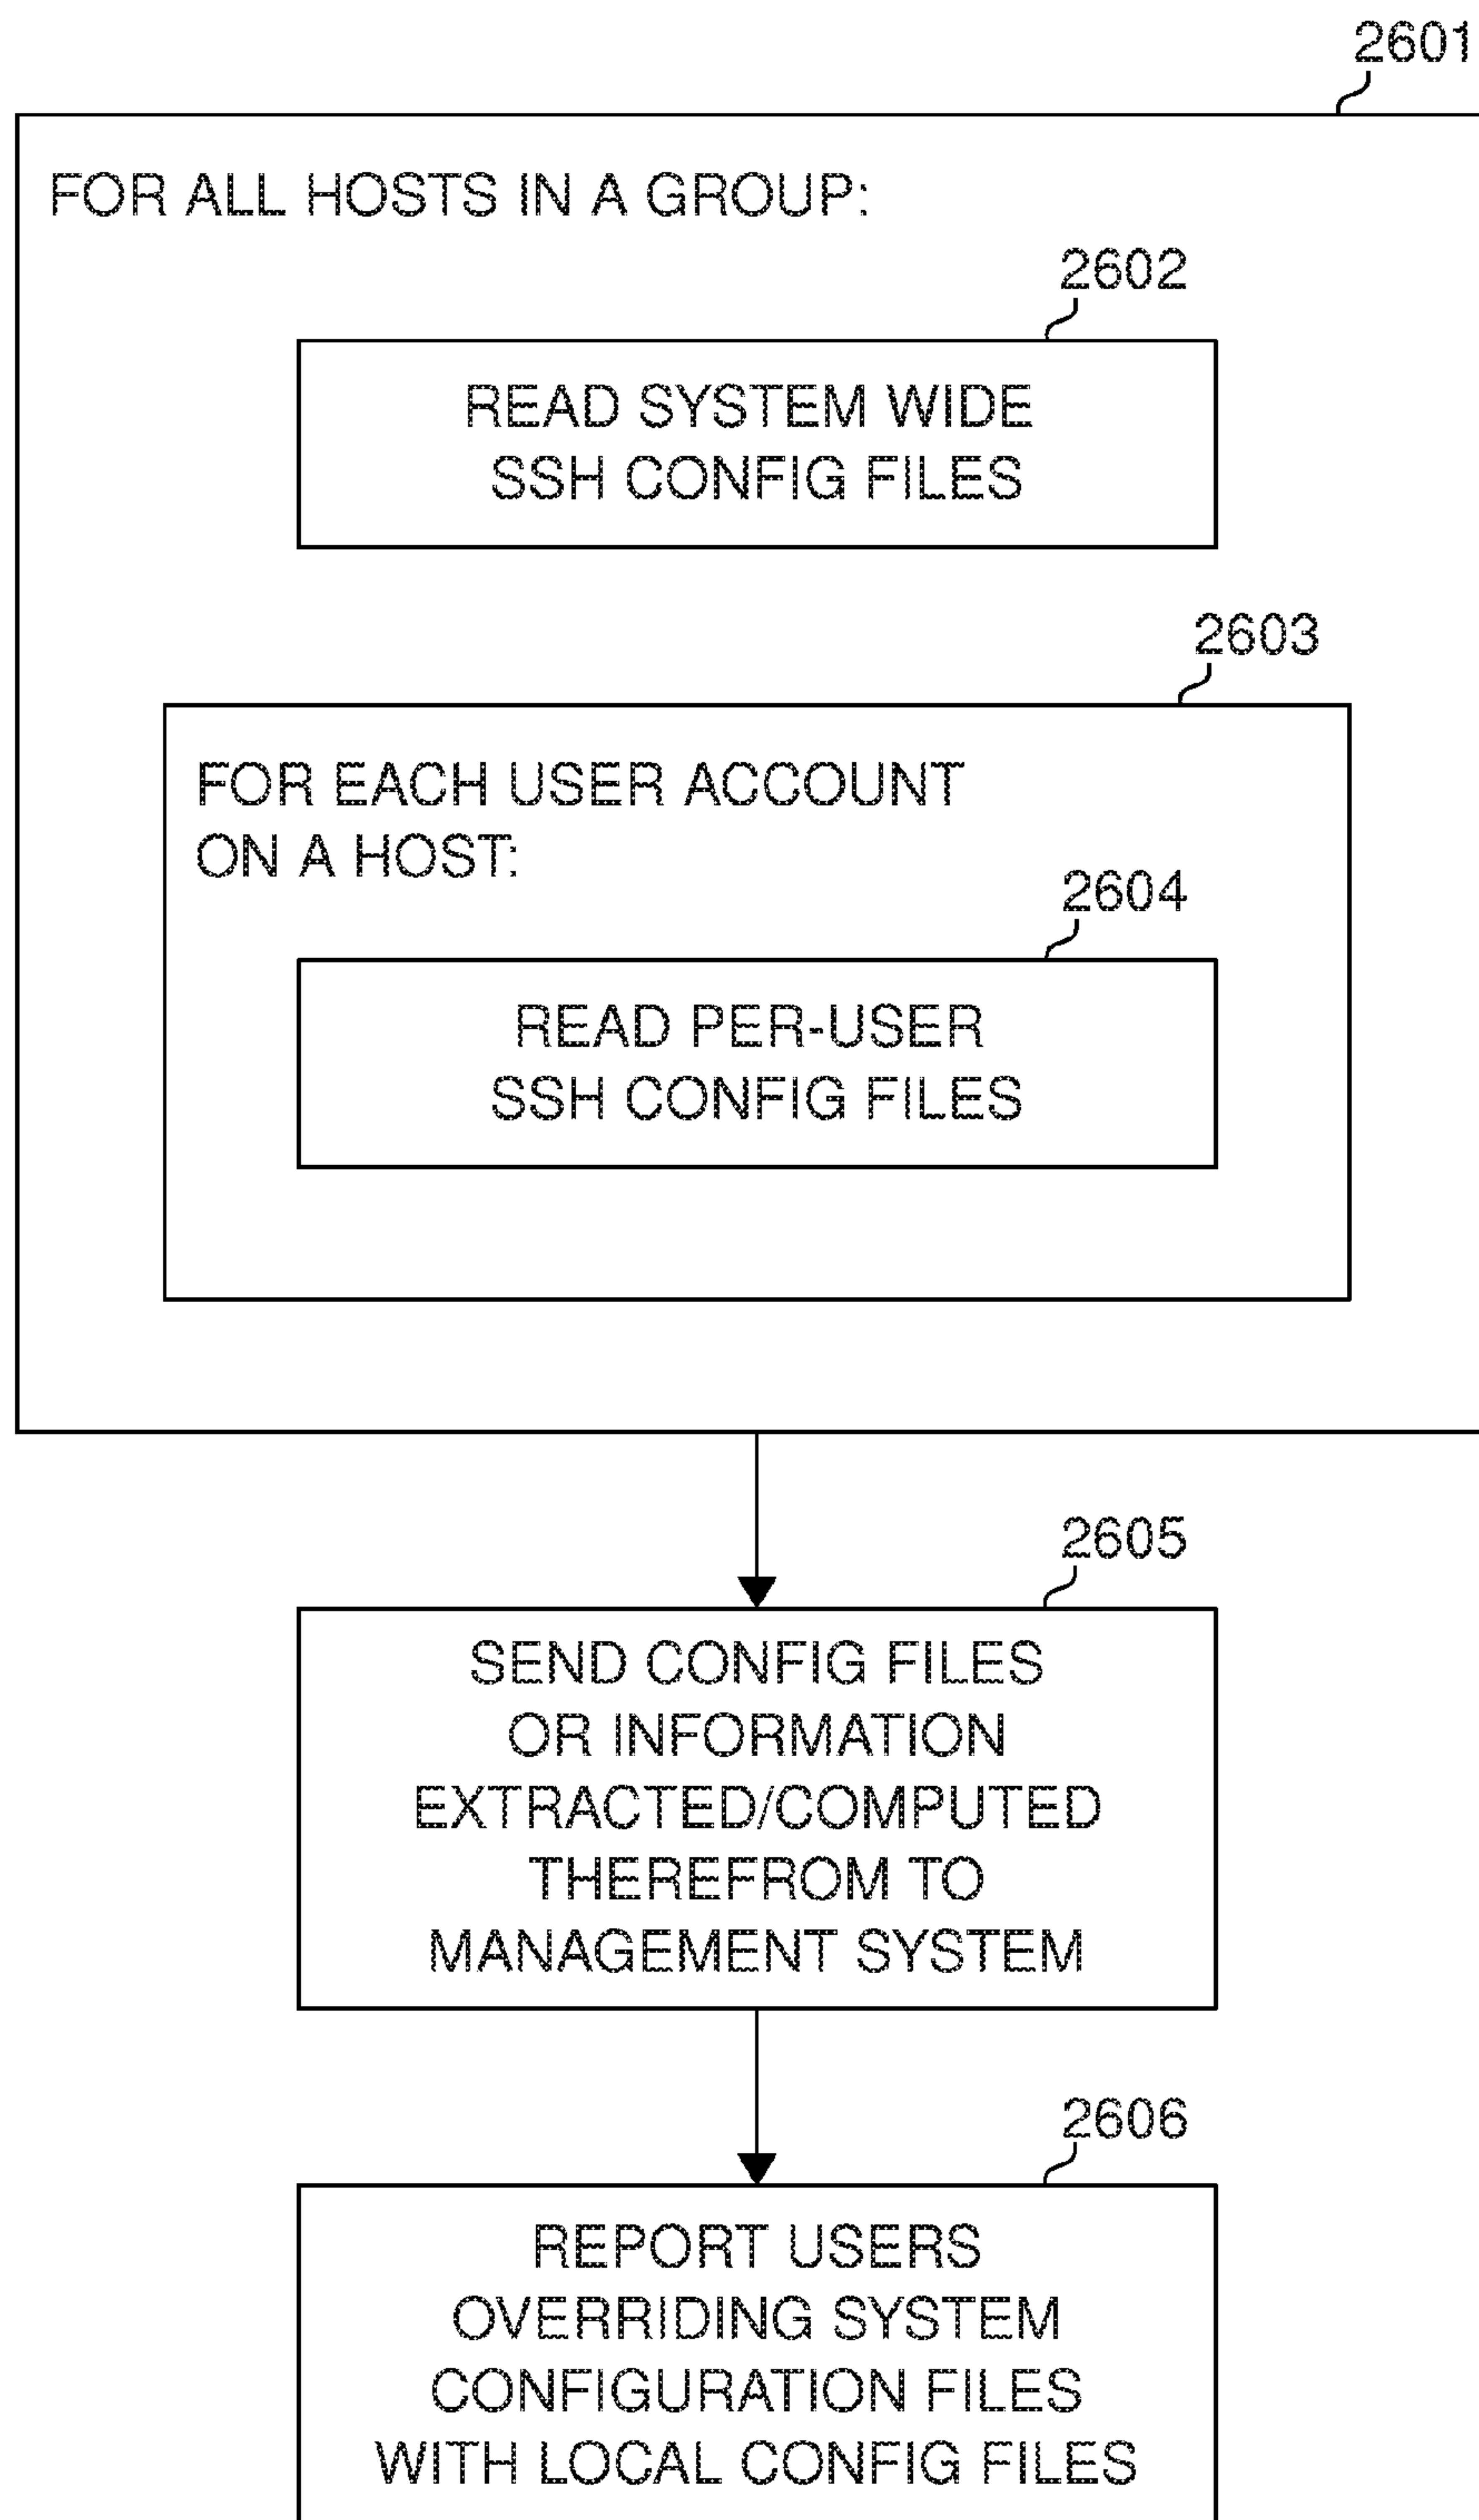 2601
FOR ALL HOSTS IN A GROUP:
2602
READ SYSTEM WIDE
SSH CONFIG FILES
2603
FOR EACH USER ACCOUNT
ON A HOST:
2604
READ PER-USER
SSH CONFIG FILES
2605
SEND CONFIG FILES
OR INFORMATION
EXTRACTED/COMPUTED
THEREFROM TO
MANAGEMENT SYSTEM
2606
REPORT USERS
OVERRIDING SYSTEM
CONFIGURATION FILES
WITH LOCAL CONFIG FILES